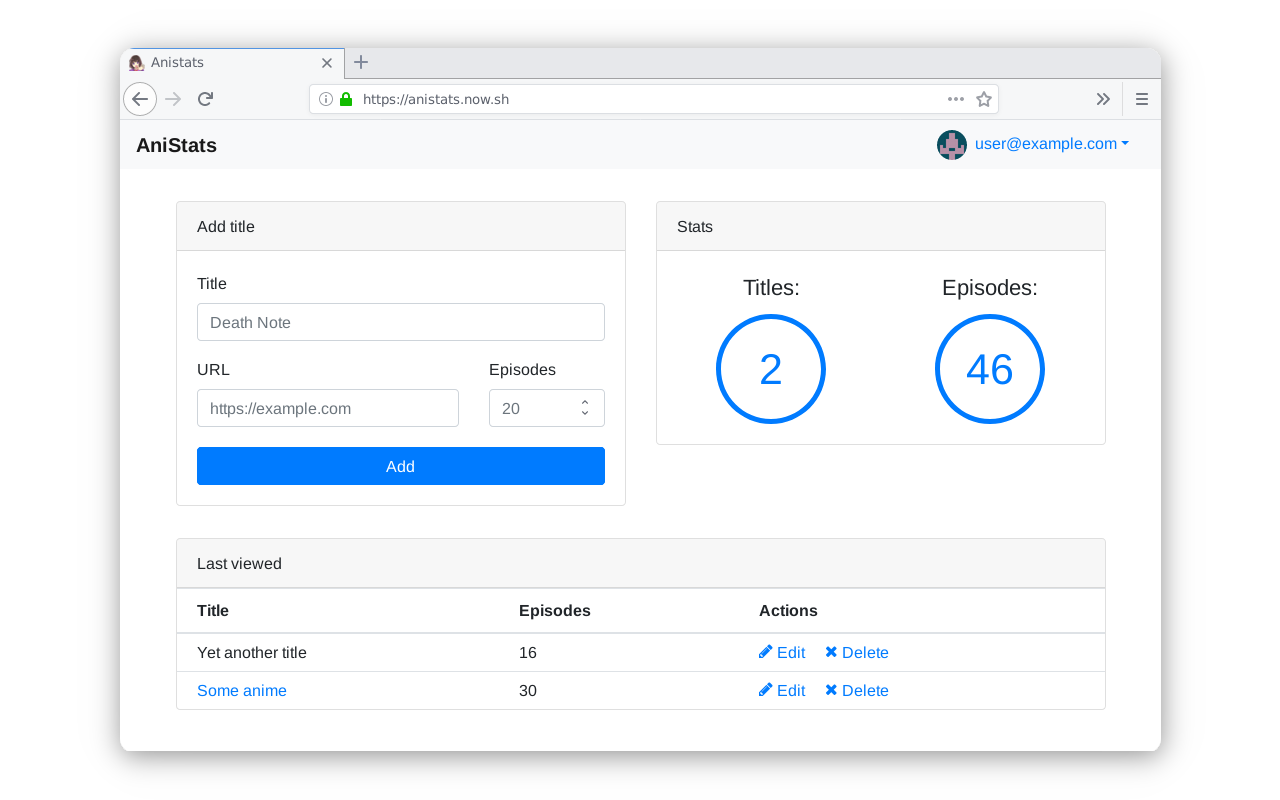 Anistats
https://anistats.now.sh
AniStats
user@example.com
Add title
Title
Death Note
URL
Episodes
https://example.com
20
Add
Stats
Titles:
Episodes:
2
46
Last viewed
Title Episodes Actions
Yet another title 16 Edit Delete
Some anime 30 Edit Delete